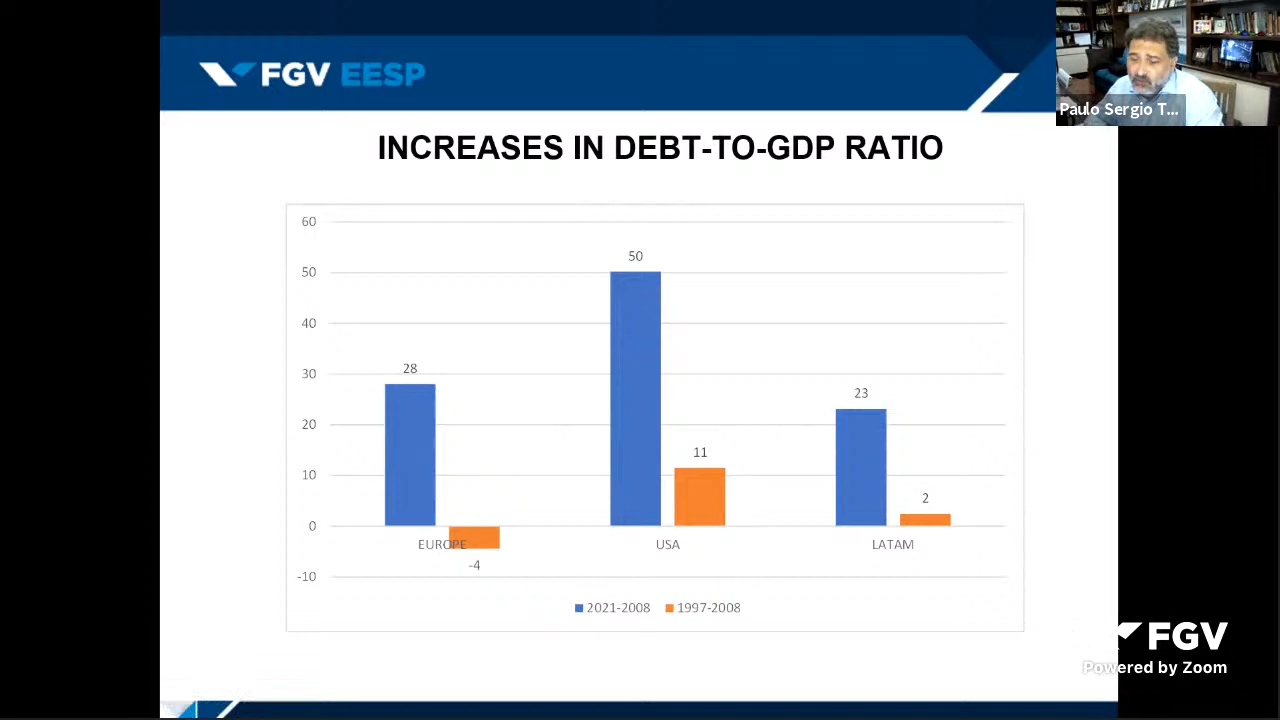 FGV EESP
Paulo Sergio T...
INCREASES IN DEBT-TO-GDP RATIO
60
50
40
30
20
10
0
-10
28
-4
50
11
23
2
EUROPE
USA
LATAM
2021-2008
1997-2008
FGV
Powered by Zoom